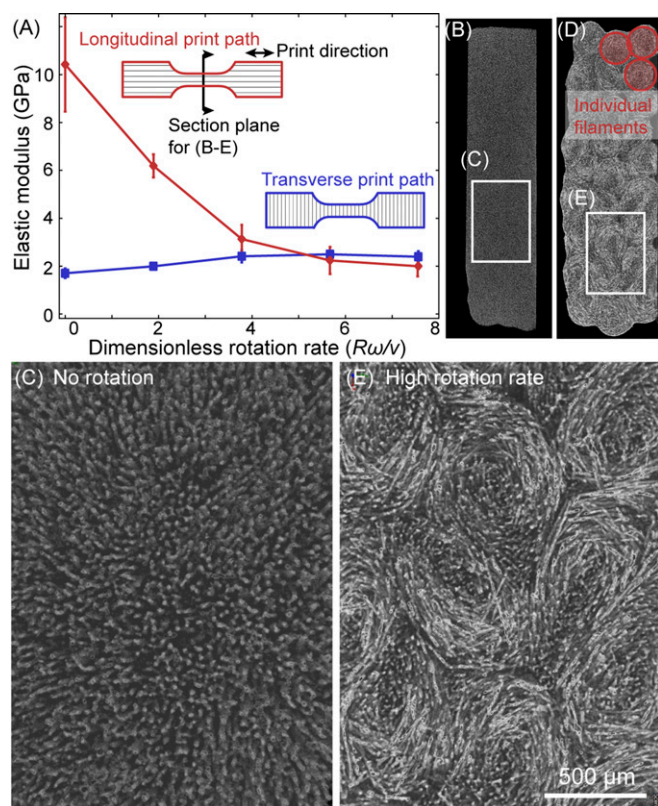 (A)
Longitudinal print path
Print direction
Section plane
for (B-E)
Transverse print path
Elastic modulus (GPa)
10
8
6
4
2
0
0 2 4 6 8
Dimensionless rotation rate (Rω/v)
(B)
(C)
(D)
Individual
filaments
(E)
(C) No rotation
(E) High rotation rate
500 μm